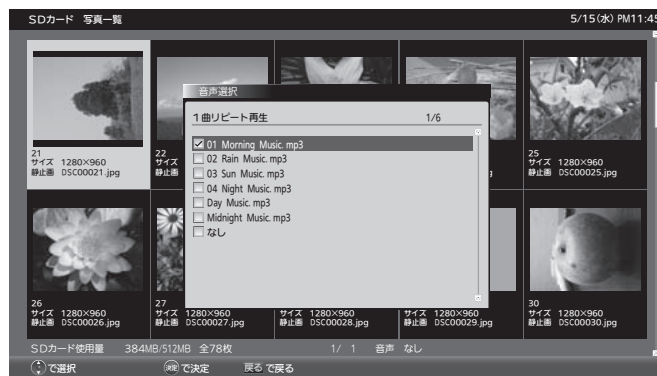 SDカード 写真一覧 5/15(水) PM11:45
音声選択
1曲リピート再生 1/6
01 Morning Music.mp3
02 Rain Music.mp3
03 Sun Music.mp3
04 Night Music.mp3
Day Music.mp3
Midnight Music.mp3
なし
21
サイズ 1280×960
静止画 DSC00021.jpg
22
サイズ
静止画
25
サイズ 1280×960
静止画 DSC00025.jpg
26
サイズ 1280×960
静止画 DSC00026.jpg
27
サイズ 1280×960
静止画 DSC00027.jpg
サイズ 1280×960
静止画 DSC00028.jpg
サイズ 1280×960
静止画 DSC00029.jpg
30
サイズ 1280×960
静止画 DSC00030.jpg
SDカード使用量 384MB/512MB 全78枚 1/ 1 音声 なし
で選択 決定 で決定 戻る で戻る